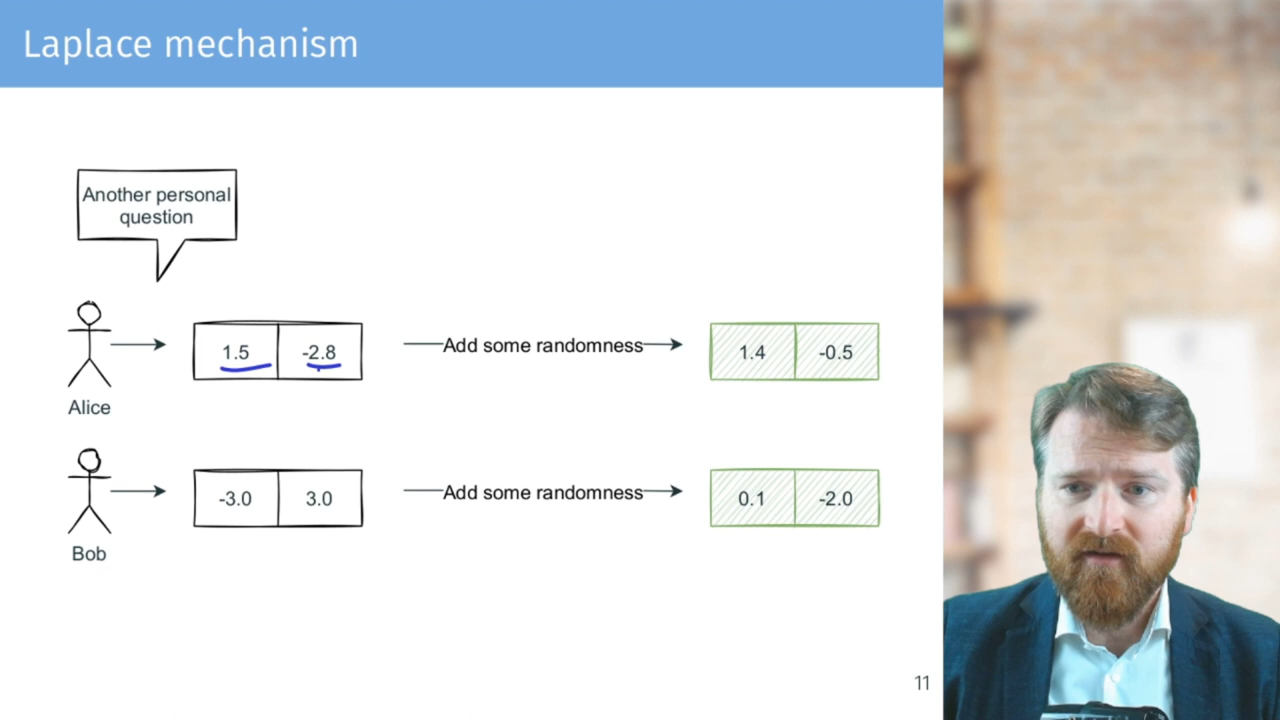 Laplace mechanism
Another personal
question
1.5
-2.8
Add some randomness
1.4
-0.5
Alice
-3.0
3.0
Add some randomness
0.1
-2.0
Bob
11